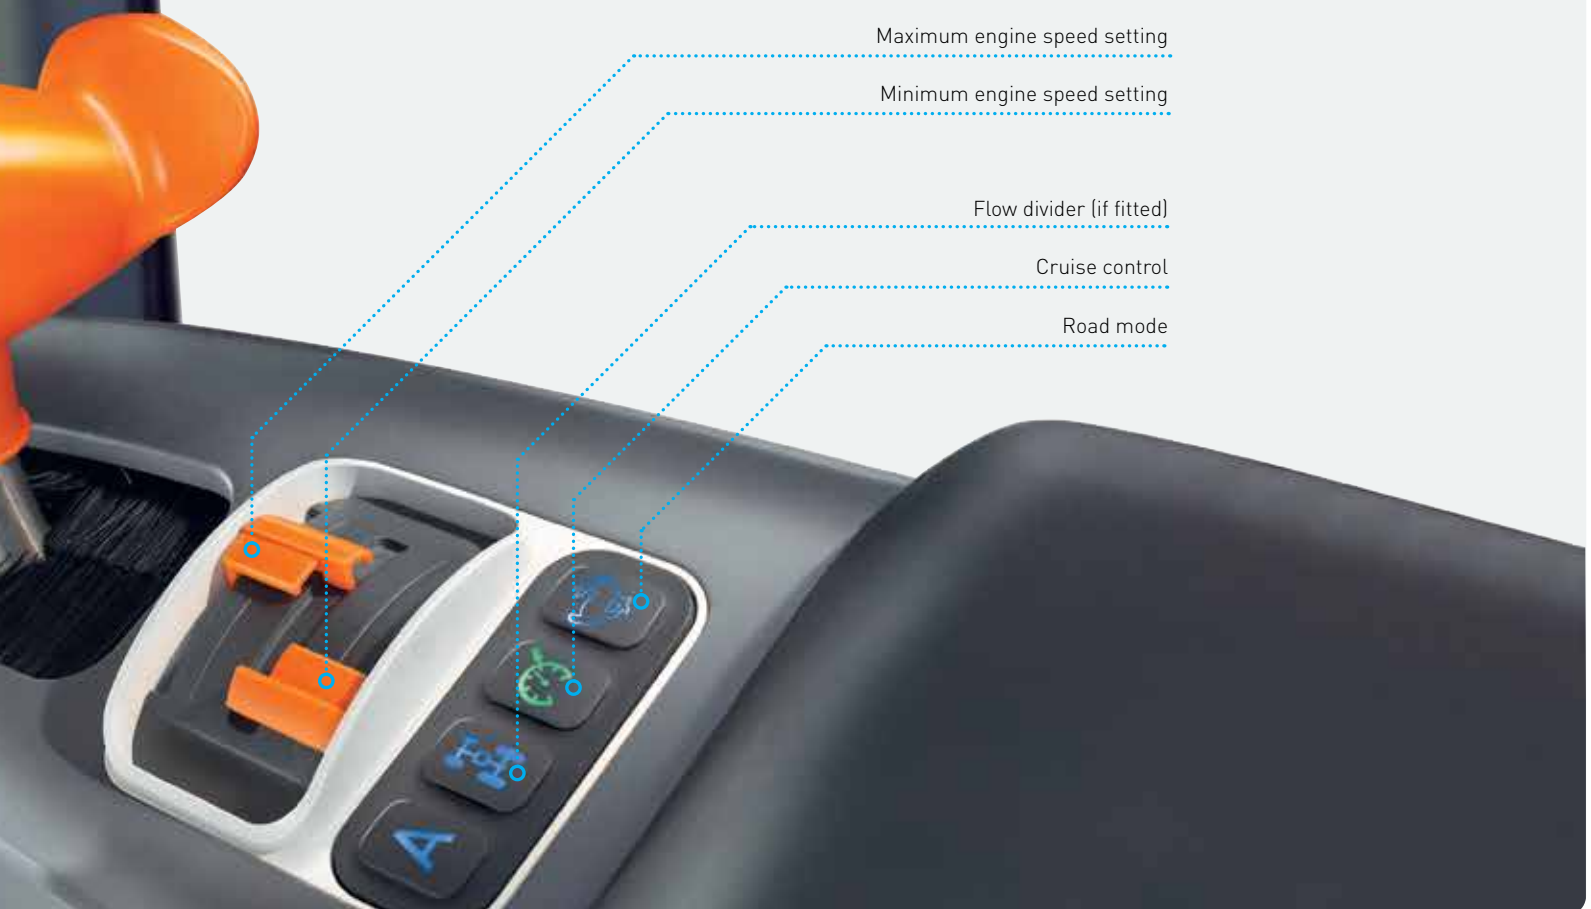 Maximum engine speed setting
Minimum engine speed setting
Flow divider (if fitted)
Cruise control
Road mode
A